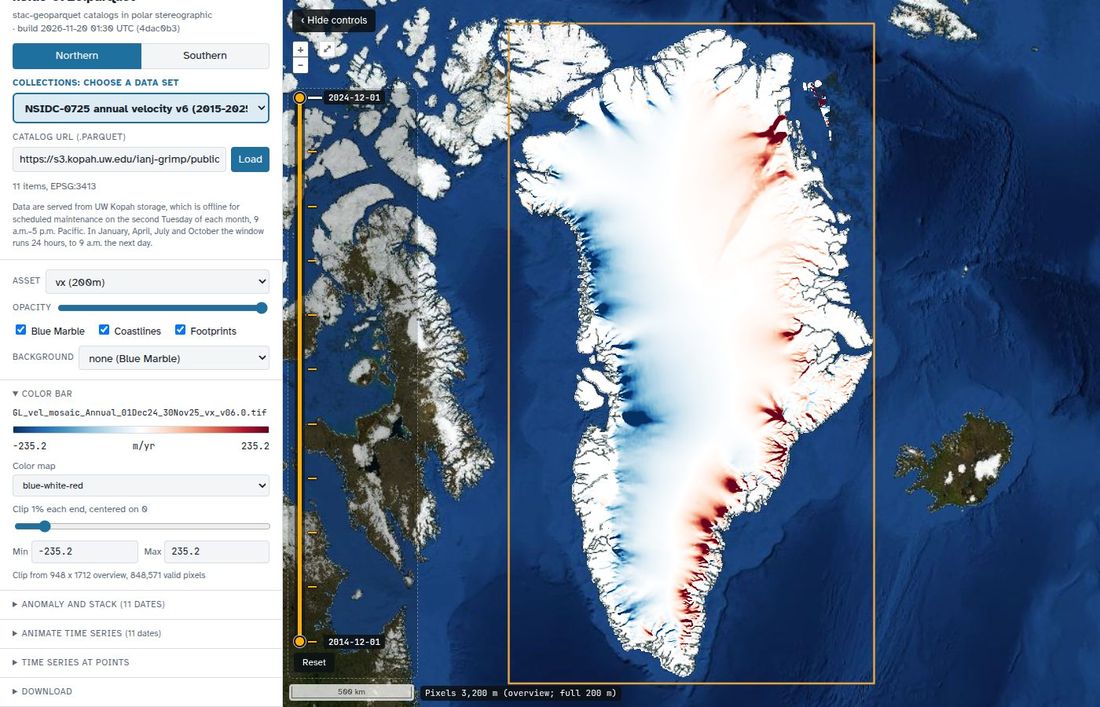 stac-geoparquet catalogs in polar stereographic
- build 2026-11-20 01:30 UTC (4dac0b3)
Northern
Southern
COLLECTIONS: CHOOSE A DATA SET
NSIDC-0725 annual velocity v6 (2015-2025
CATALOG URL (.PARQUET)
https://s3.kopah.uw.edu/ianj-grimp/public
Load
11 items, EPSG:3413
Data are served from UW Kopah storage, which is offline for
scheduled maintenance on the second Tuesday of each month, 9
a.m.–5 p.m. Pacific. In January, April, July and October the window
runs 24 hours, to 9 a.m. the next day.
ASSET
vx (200m)
OPACITY
Blue Marble
Coastlines
Footprints
BACKGROUND
none (Blue Marble)
▼ COLOR BAR
GL_vel_mosaic_Annual_01Dec24_30Nov25_vx_v06.0.tif
-235.2
m/yr
235.2
Color map
blue-white-red
Clip 1% each end, centered on 0
Min
-235.2
Max
235.2
Clip from 948 x 1712 overview, 848,571 valid pixels
▶ ANOMALY AND STACK (11 DATES)
▶ ANIMATE TIME SERIES (11 dates)
▶ TIME SERIES AT POINTS
▶ DOWNLOAD
‹ Hide controls
+
−
2024-12-01
2014-12-01
Reset
500 km
Pixels 3,200 m (overview; full 200 m)